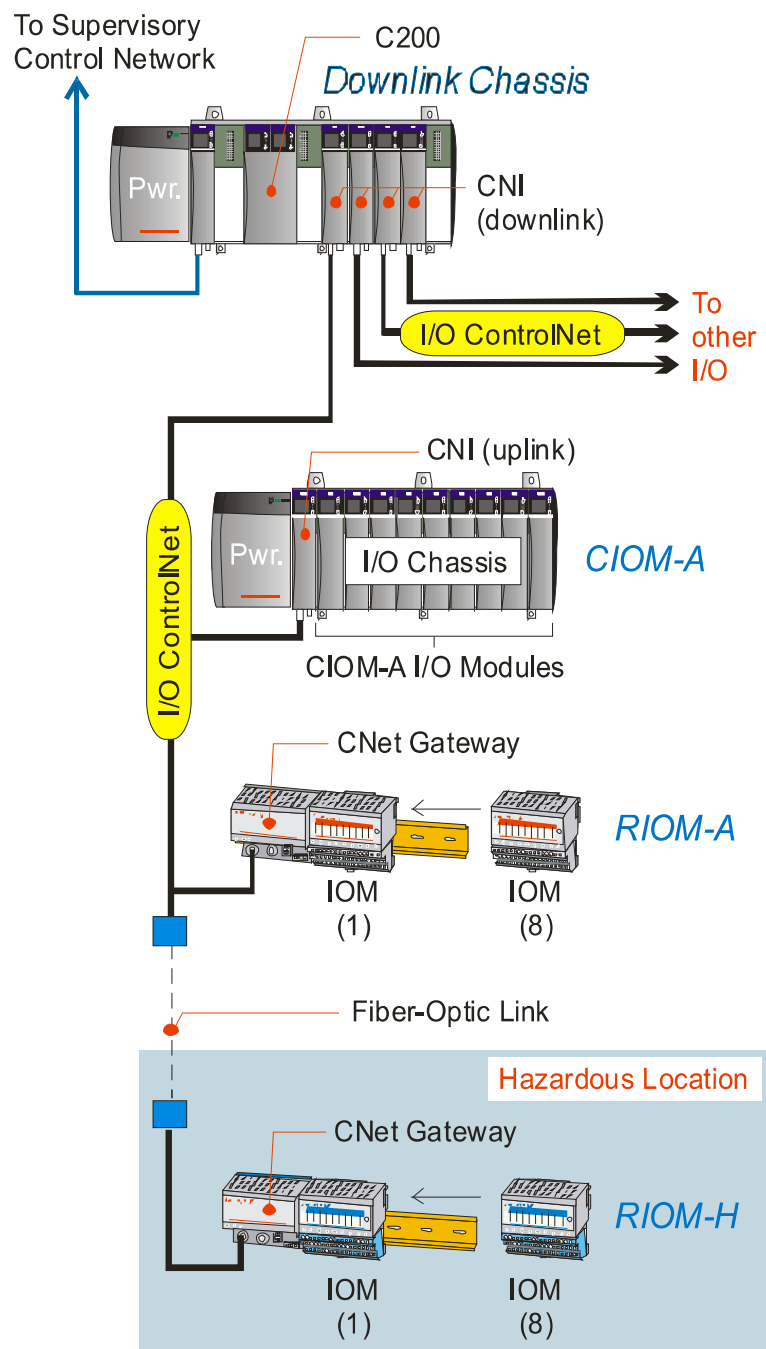 To Supervisory
Control Network
C200
Downlink Chassis
Pwr.
CNI
(downlink)
To
other
I/O
I/O ControlNet
CNI (uplink)
Pwr.
I/O Chassis
CIOM-A
I/O ControlNet
CIOM-A I/O Modules
CNet Gateway
RIOM-A
IOM
(1)
IOM
(8)
Fiber-Optic Link
Hazardous Location
CNet Gateway
RIOM-H
IOM
(1)
IOM
(8)